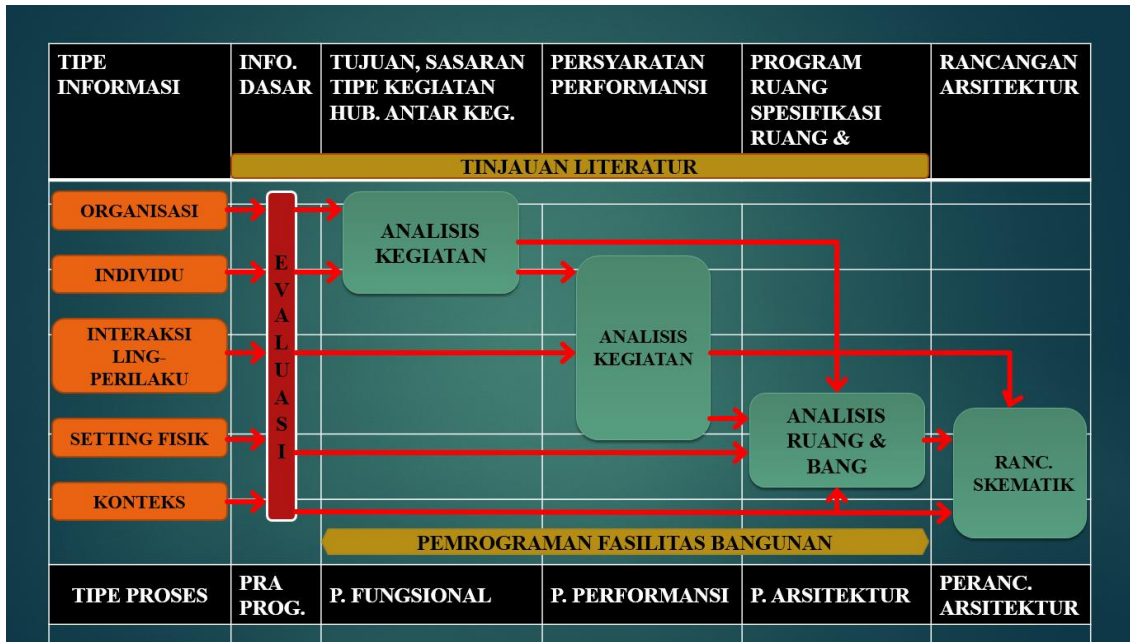 TIPE
INFORMASI
INFO.
DASAR
TUJUAN, SASARAN
TIPE KEGIATAN
HUB. ANTAR KEG.
PERSYARATAN
PERFORMANSI
PROGRAM
RUANG
SPESIFIKASI
RUANG &
RANCANGAN
ARSITEKTUR
TINJAUAN LITERATUR
ORGANISASI
INDIVIDU
INTERAKSI
LING-
PERILAKU
SETTING FISIK
KONTEKS
EVALUASI
ANALISIS
KEGIATAN
ANALISIS
KEGIATAN
ANALISIS
RUANG &
BANG
RANC.
SKEMATIK
PEMROGRAMAN FASILITAS BANGUNAN
TIPE PROSES
PRA
PROG.
P. FUNGSIONAL
P. PERFORMANSI
P. ARSITEKTUR
PERANC.
ARSITEKTUR